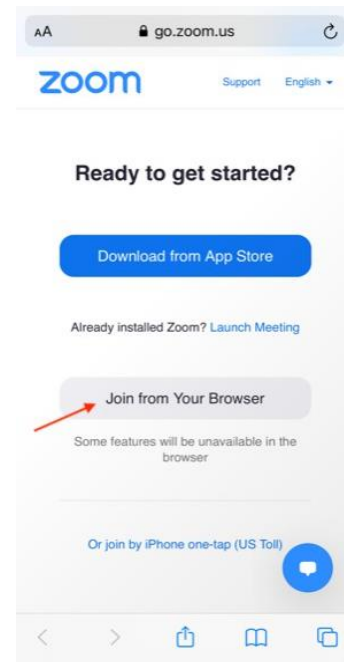 AA go.zoom.us
zoom Support English
Ready to get started?
Download from App Store
Already installed Zoom? Launch Meeting
Join from Your Browser
Some features will be unavailable in the
browser
Or join by iPhone one-tap (US Toll)